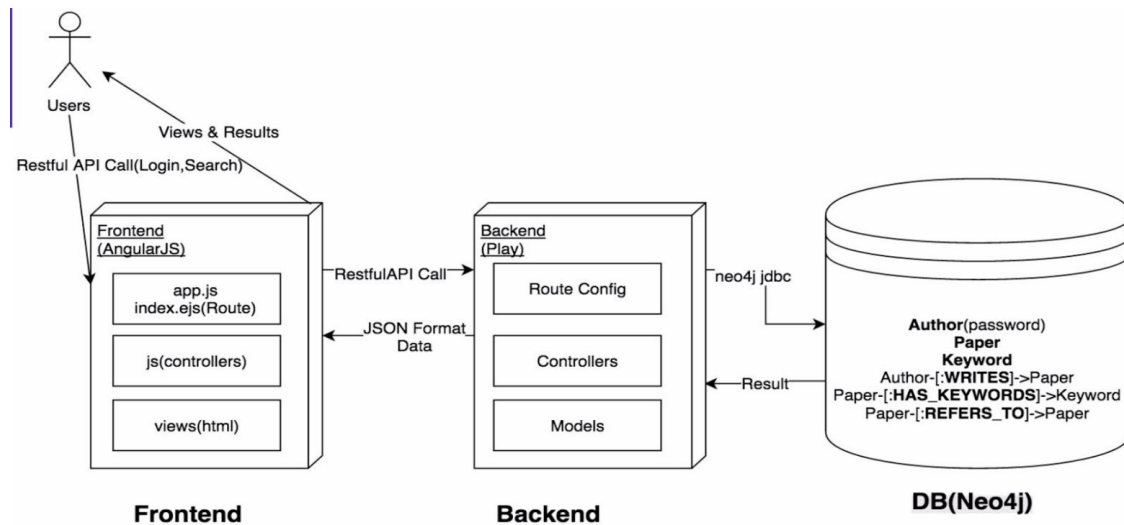 Users
Views & Results
Restful API Call(Login,Search)
Frontend
(AngularJS)
app.js
index.ejs(Route)
js(controllers)
views(html)
Frontend
RestfulAPI Call
JSON Format
Data
Backend
(Play)
Route Config
Controllers
Models
Backend
neo4j jdbc
Result
Author(password)
Paper
Keyword
Author-[:WRITES]->Paper
Paper-[:HAS_KEYWORDS]->Keyword
Paper-[:REFERS_TO]->Paper
DB(Neo4j)